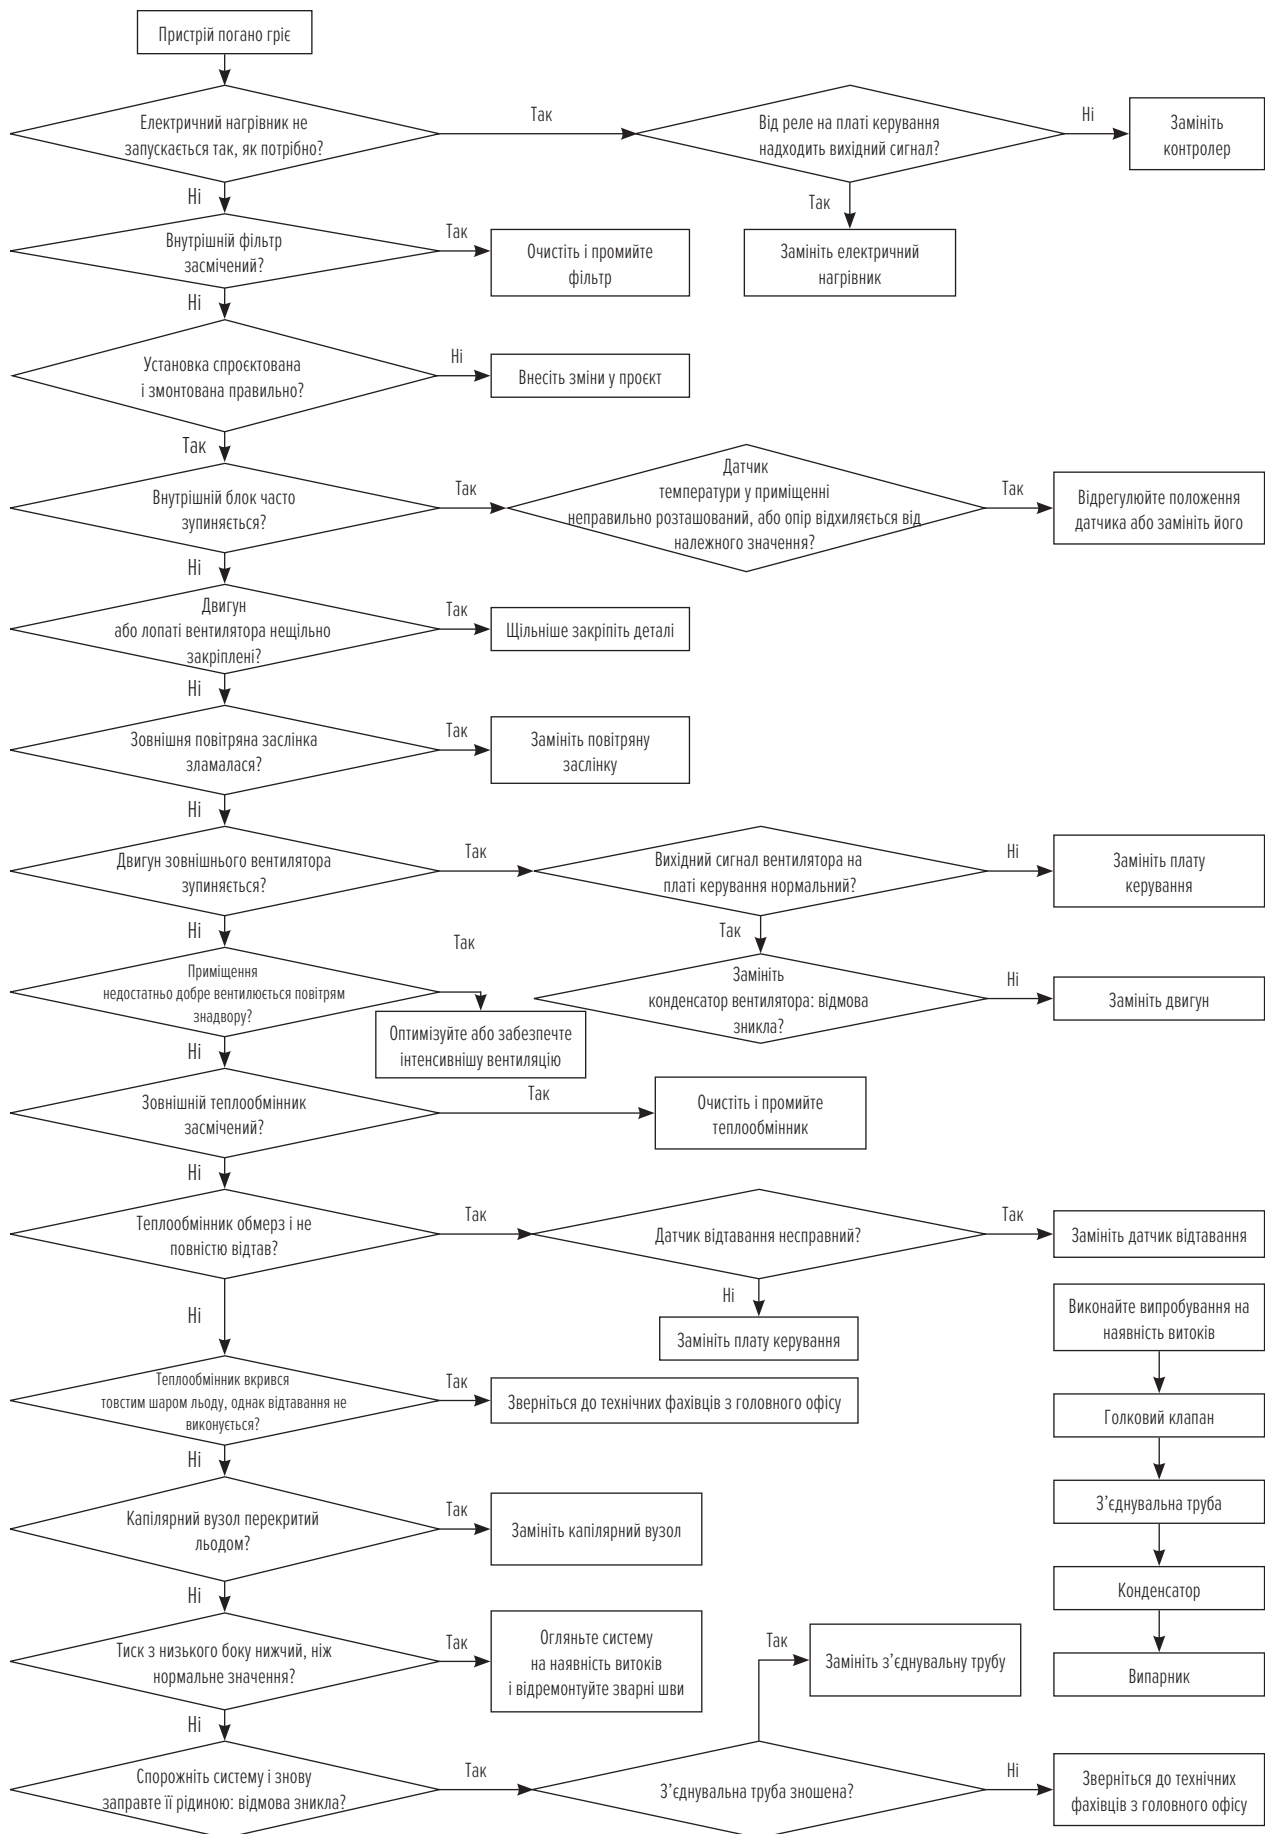 Пристрій погано гріє
Електричний нагрівник не
запускається так, як потрібно?
Так
Від реле на платі керування
надходить вихідний сигнал?
Ні
Замініть
контролер
Ні
Так
Замініть електричний
нагрівник
Внутрішній фільтр
засмічений?
Так
Очистіть і промийте
фільтр
Ні
Установка спроєктована
і змонтована правильно?
Ні
Внесіть зміни у проєкт
Так
Внутрішній блок часто
зупиняється?
Так
Датчик
температури у приміщенні
неправильно розташований, або опір відхиляється від
належного значення?
Так
Відрегулюйте положення
датчика або замініть його
Ні
Двигун
або лопаті вентилятора нещільно
закріплені?
Так
Щільніше закріпіть деталі
Ні
Зовнішня повітряна заслінка
зламалася?
Так
Замініть повітряну
заслінку
Ні
Двигун зовнішнього вентилятора
зупиняється?
Так
Вихідний сигнал вентилятора на
платі керування нормальний?
Ні
Замініть плату
керування
Ні
Так
Так
Приміщення
недостатньо добре вентилюється повітрям
знадвору?
Оптимізуйте або забезпечте
інтенсивнішу вентиляцію
Замініть
конденсатор вентилятора: відмова
зникла?
Ні
Замініть двигун
Ні
Зовнішній теплообмінник
засмічений?
Так
Очистіть і промийте
теплообмінник
Ні
Теплообмінник обмерз і не
повністю відтав?
Так
Датчик відтавання несправний?
Так
Замініть датчик відтавання
Ні
Ні
Замініть плату керування
Виконайте випробування на
наявність витоків
Теплообмінник вкрився
товстим шаром льоду, однак відтавання не
виконується?
Так
Зверніться до технічних фахівців з головного офісу
Голковий клапан
Ні
Капілярний вузол перекритий
льодом?
Так
Замініть капілярний вузол
З’єднувальна труба
Ні
Конденсатор
Тиск з низького боку нижчий, ніж
нормальне значення?
Так
Огляньте систему
на наявність витоків
і відремонтуйте зварні шви
Так
Замініть з’єднувальну трубу
Випарник
Ні
Спорожніть систему і знову
заправте її рідиною: відмова зникла?
Так
З’єднувальна труба зношена?
Ні
Зверніться до технічних
фахівців з головного офісу